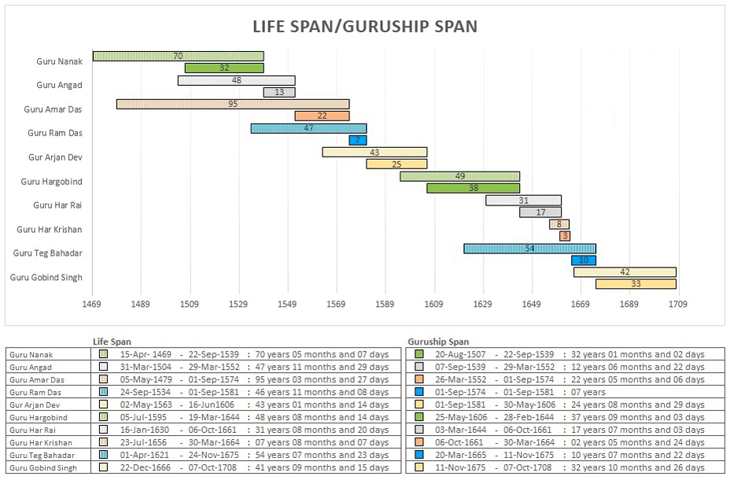 LIFE SPAN/GURUSHIP SPAN
Guru Nanak
70
32
Guru Angad
48
13
Guru Amar Das
95
22
Guru Ram Das
47
7
Gur Arjan Dev
43
25
Guru Hargobind
49
38
Guru Har Rai
31
17
Guru Har Krishan
8
3
Guru Teg Bahadar
54
10
Guru Gobind Singh
42
33
1469 1489 1509 1529 1549 1569 1589 1609 1629 1649 1669 1689 1709
Life Span Guruship Span
Guru Nanak 15-Apr- 1469 - 22-Sep-1539 : 70 years 05 months and 07 days 20-Aug-1507 - 22-Sep-1539 : 32 years 01 months and 02 days
Guru Angad 31-Mar-1504 - 29-Mar-1552 : 47 years 11 months and 29 days 07-Sep-1539 - 29-Mar-1552 : 12 years 06 months and 22 days
Guru Amar Das 05-May-1479 - 01-Sep-1574 : 95 years 03 months and 27 days 26-Mar-1552 - 01-Sep-1574 : 22 years 05 months and 06 days
Guru Ram Das 24-Sep-1534 - 01-Sep-1581 : 46 years 11 months and 08 days 01-Sep-1574 - 01-Sep-1581 : 07 years
Gur Arjan Dev 02-May-1563 - 16-Jun1606 : 43 years 01 months and 14 days 01-Sep-1581 - 30-May-1606 : 24 years 08 months and 29 days
Guru Hargobind 05-Jul-1595 - 19-Mar-1644 : 48 years 08 months and 14 days 25-May-1606 - 28-Feb-1644 : 37 years 09 months and 03 days
Guru Har Rai 16-Jan-1630 - 06-Oct-1661 : 31 years 08 months and 20 days 03-Mar-1644 - 06-Oct-1661 : 17 years 07 months and 03 days
Guru Har Krishan 23-Jul-1656 - 30-Mar-1664 : 07 years 08 months and 07 days 06-Oct-1661 - 30-Mar-1664 : 02 years 05 months and 24 days
Guru Teg Bahadar 01-Apr-1621 - 24-Nov-1675 : 54 years 07 months and 23 days 20-Mar-1665 - 11-Nov-1675 : 10 years 07 months and 22 days
Guru Gobind Singh 22-Dec-1666 - 07-Oct-1708 : 41 years 09 months and 15 days 11-Nov-1675 - 07-Oct-1708 : 32 years 10 months and 26 days